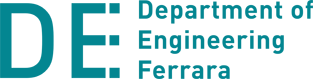 DE
Department of
Engineering
Ferrara